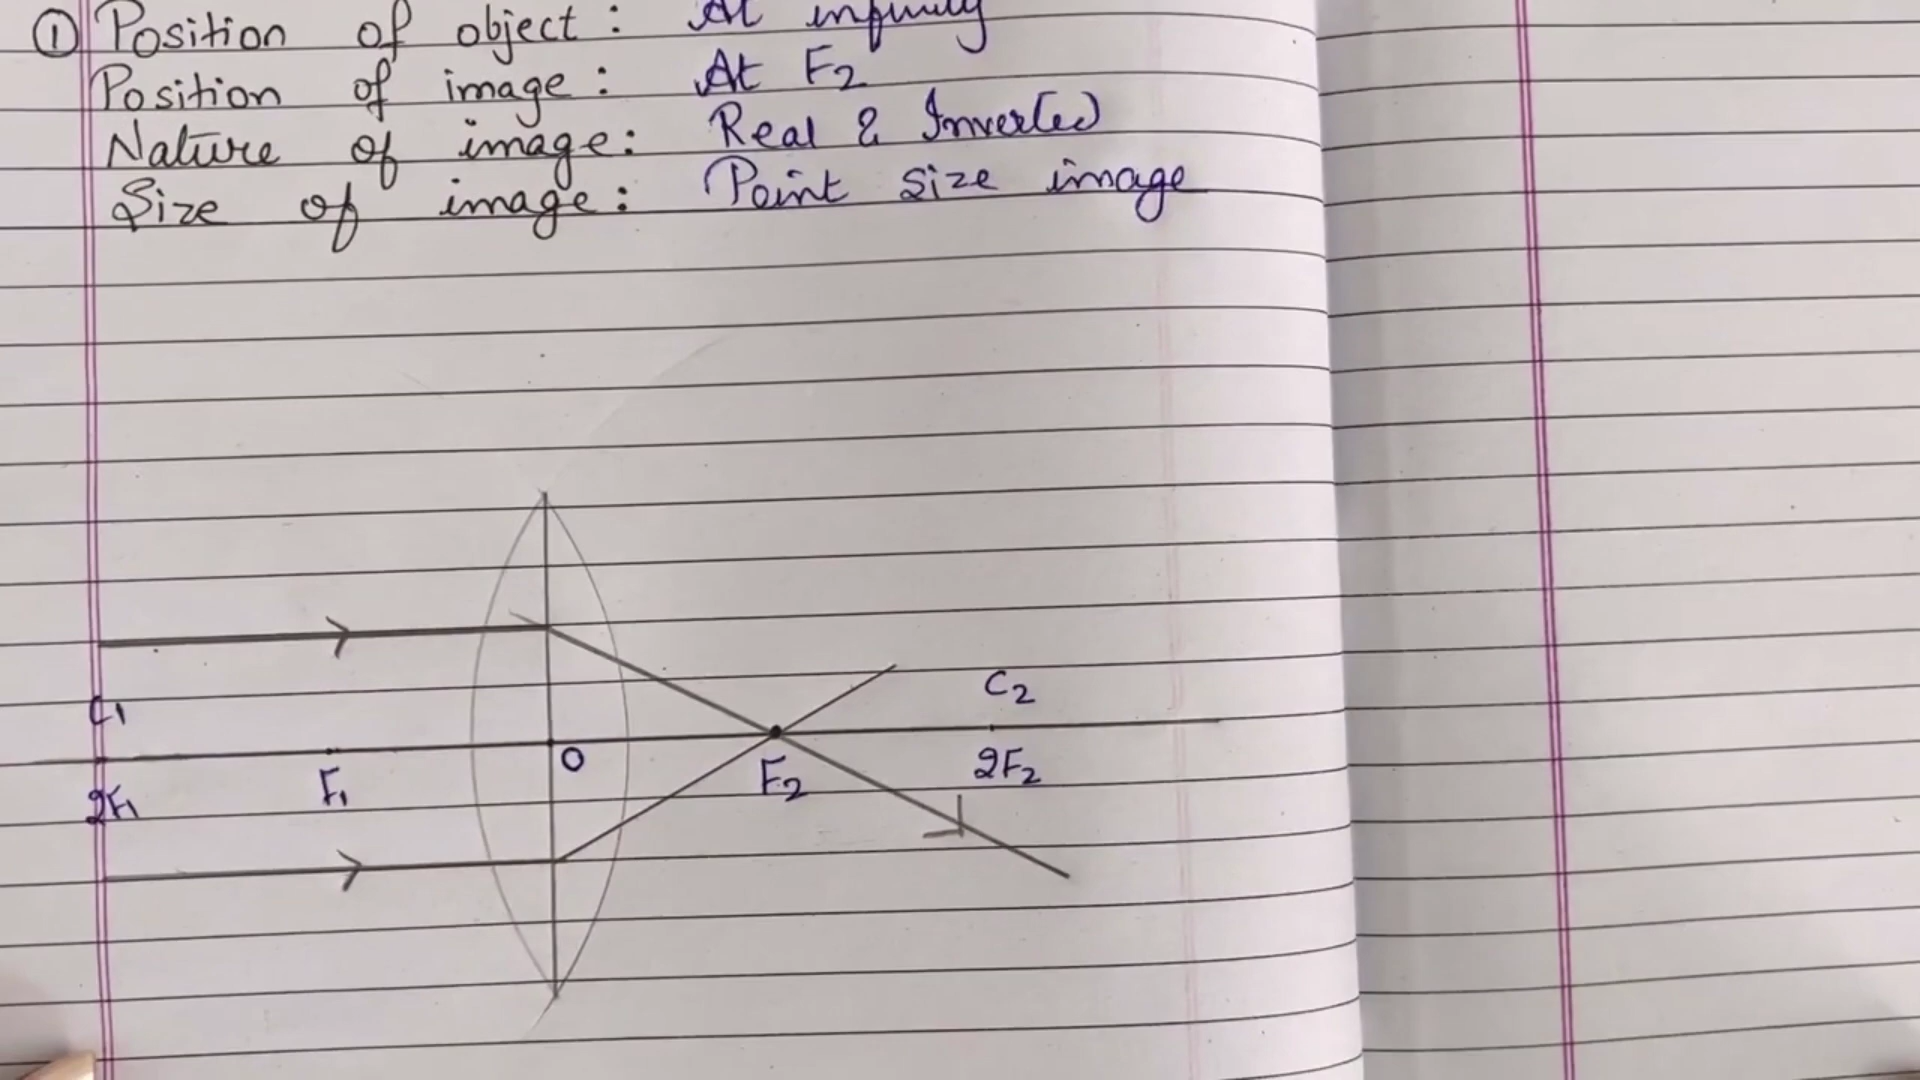 ① Position of object : At infinity
Position of image : At F2
Nature of image : Real & Inverted
Size of image : Point size image
C1
C2
O
2F1
F1
F2
2F2